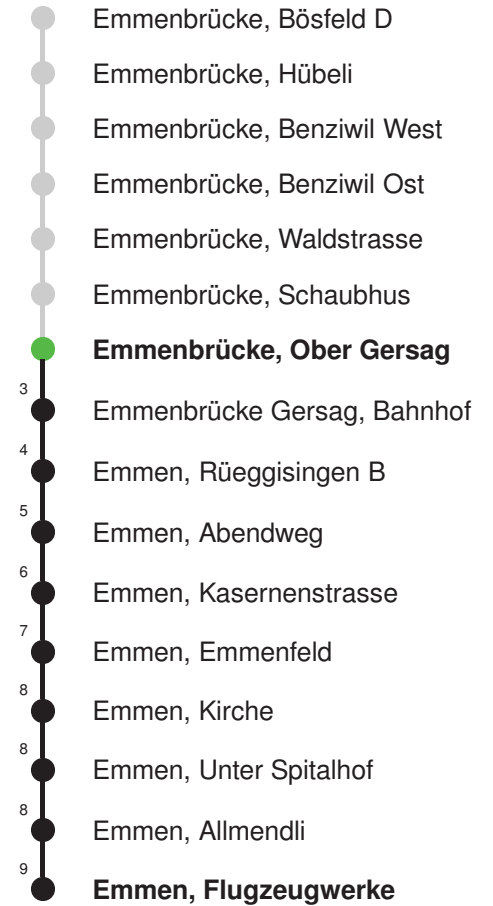 Emmenbrücke, Bösfeld D
Emmenbrücke, Hübeli
Emmenbrücke, Benziwil West
Emmenbrücke, Benziwil Ost
Emmenbrücke, Waldstrasse
Emmenbrücke, Schaubhus
Emmenbrücke, Ober Gersag
3 Emmenbrücke Gersag, Bahnhof
4 Emmen, Rüeggisingen B
5 Emmen, Abendweg
6 Emmen, Kasernenstrasse
7 Emmen, Emmenfeld
8 Emmen, Kirche
8 Emmen, Unter Spitalhof
8 Emmen, Allmendli
9 Emmen, Flugzeugwerke